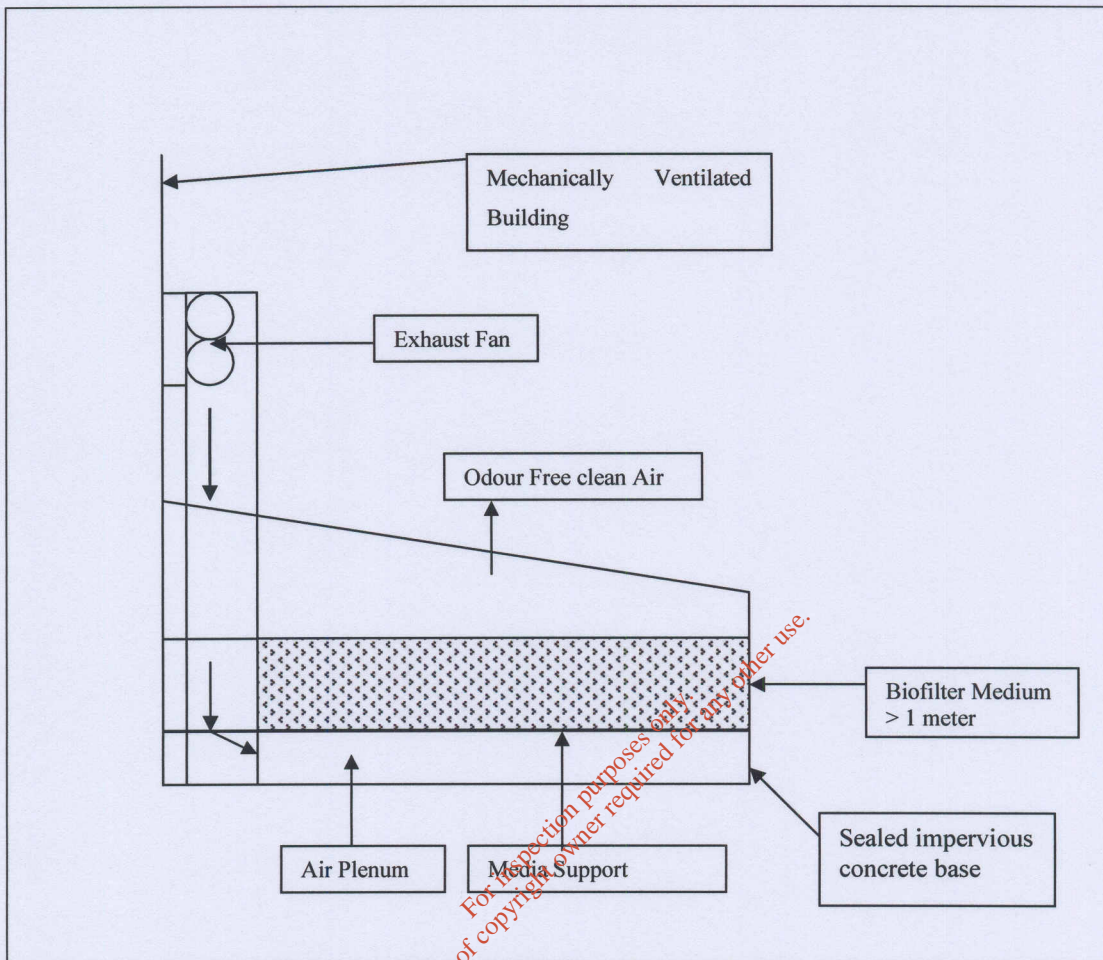 Mechanically Ventilated
Building
Exhaust Fan
Odour Free clean Air
Biofilter Medium
> 1 meter
Sealed impervious
concrete base
Air Plenum
Media Support
For inspection purposes only.
of copyright owner required for any other use.